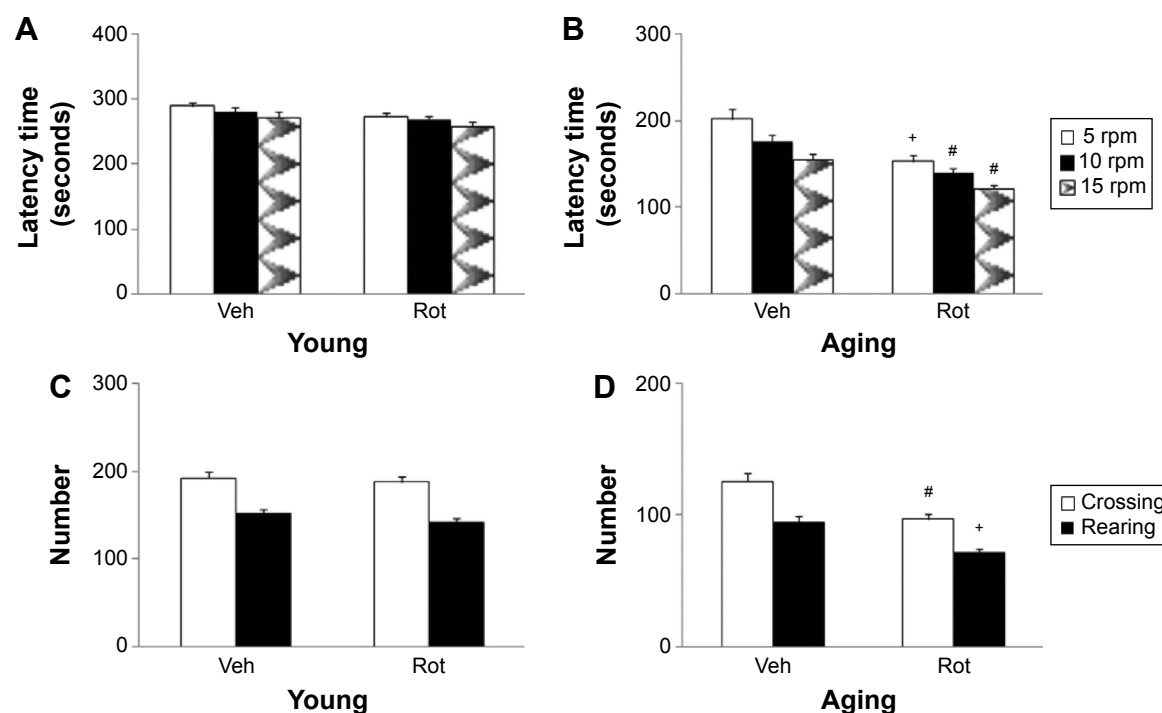 A
Latency time
(seconds)
400
300
200
100
0
Veh
Rot
Young
B
Latency time
(seconds)
300
200
100
0
+
#
#
Veh
Rot
Aging
5 rpm
10 rpm
15 rpm
C
Number
300
200
100
0
Veh
Rot
Young
D
Number
200
100
0
#
+
Veh
Rot
Aging
Crossing
Rearing